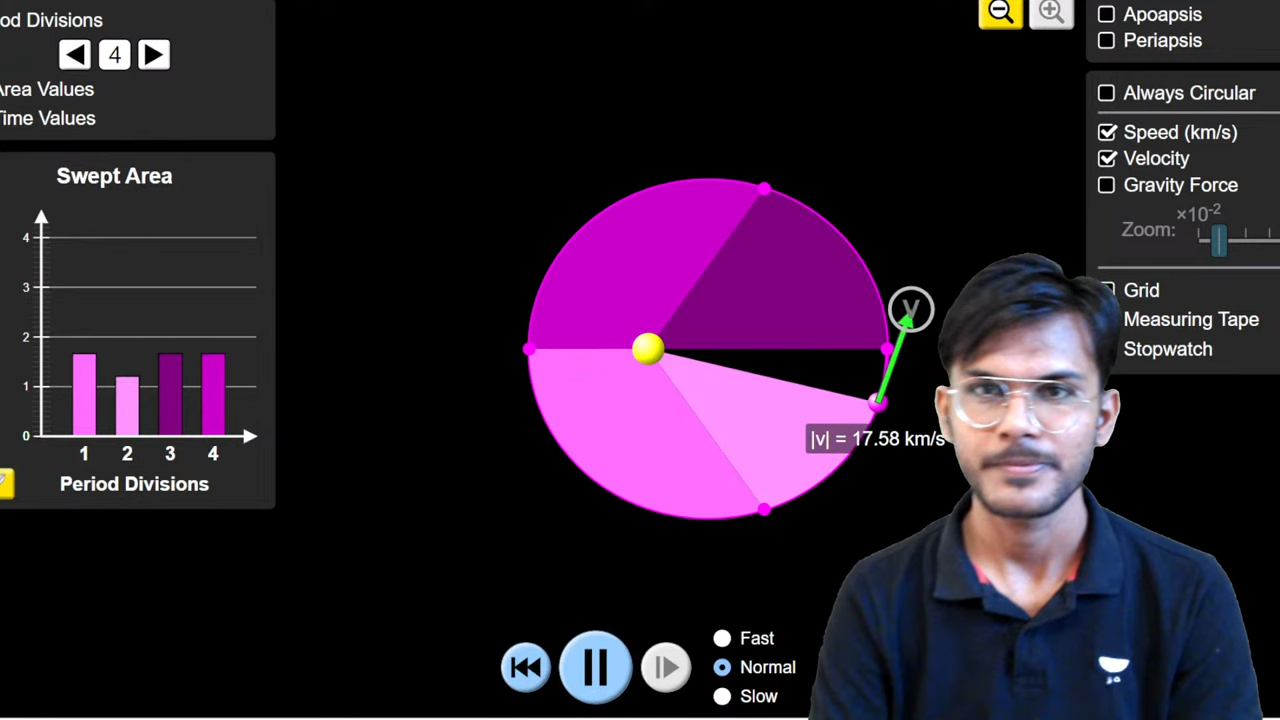 od Divisions
4
Area Values
Time Values
Swept Area
4
3
2
1
0
1 2 3 4
Period Divisions
V
|v| = 17.58 km/s
Fast
Normal
Slow
Apoapsis
Periapsis
Always Circular
Speed (km/s)
Velocity
Gravity Force
×10-2
Zoom:
Grid
Measuring Tape
Stopwatch